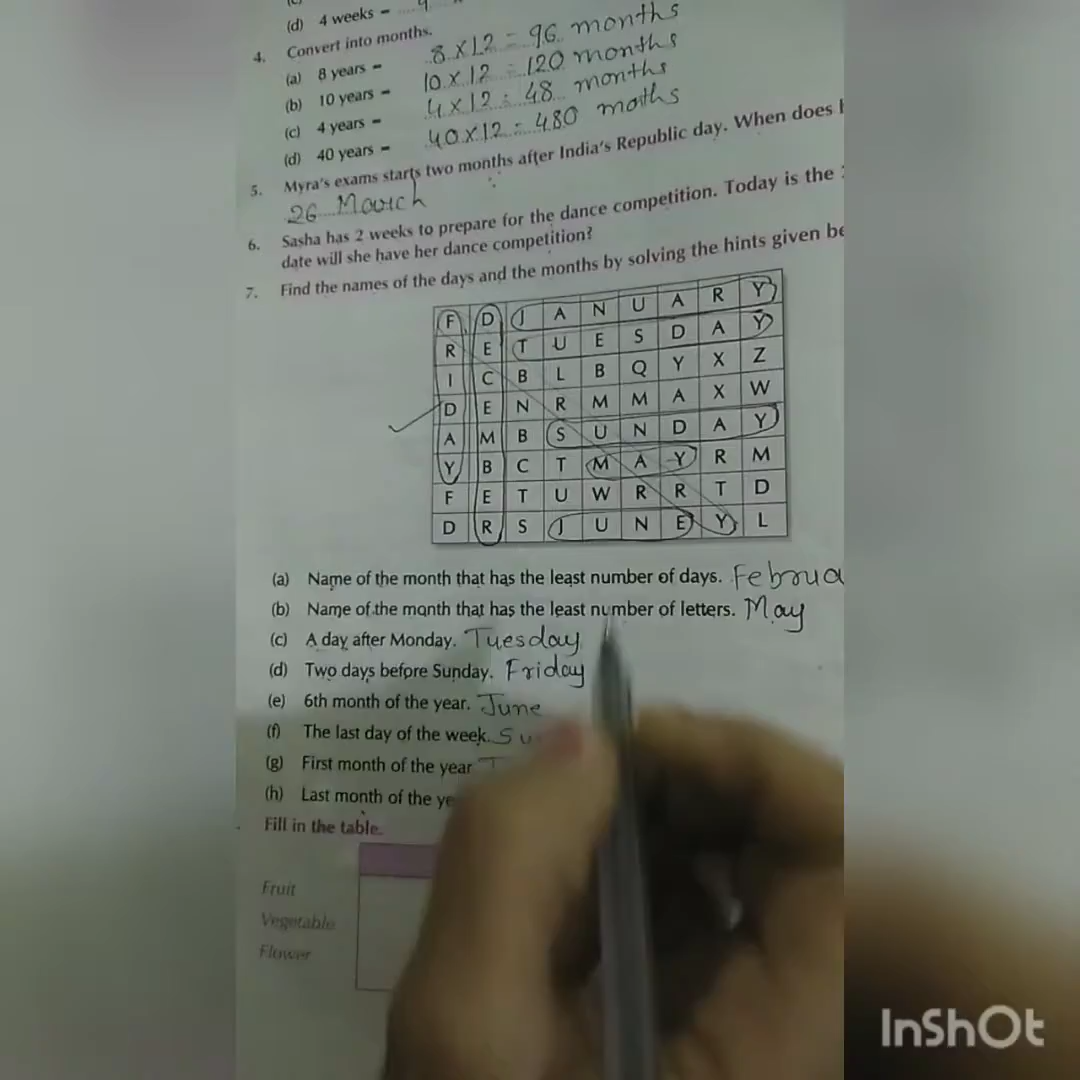 (d) 4 weeks =
4. Convert into months.
(a) 8 years = 8 x 12 = 96 months
(b) 10 years = 10 x 12 = 120 months
(c) 4 years = 4 x 12 = 48 months
(d) 40 years = 40 x 12 = 480 moths
5. Myra's exams starts two months after India's Republic day. When does
26 March
6. Sasha has 2 weeks to prepare for the dance competition. Today is the
date will she have her dance competition?
7. Find the names of the days and the months by solving the hints given be
F D J A N U A R Y
R E T U E S D A Y
I C B L B Q Y X Z
D E N R M M A X W
A M B S U N D A Y
Y B C T M A Y R M
F E T U W R R T D
D R S J U N E Y L
(a) Name of the month that has the least number of days. Februa
(b) Name of the month that has the least number of letters. May
(c) A day after Monday. Tuesday
(d) Two days before Sunday. Friday
(e) 6th month of the year. June
(f) The last day of the week. Su
(g) First month of the year
(h) Last month of the ye
Fill in the table.
Fruit
Vegetable
Flower
InShOt